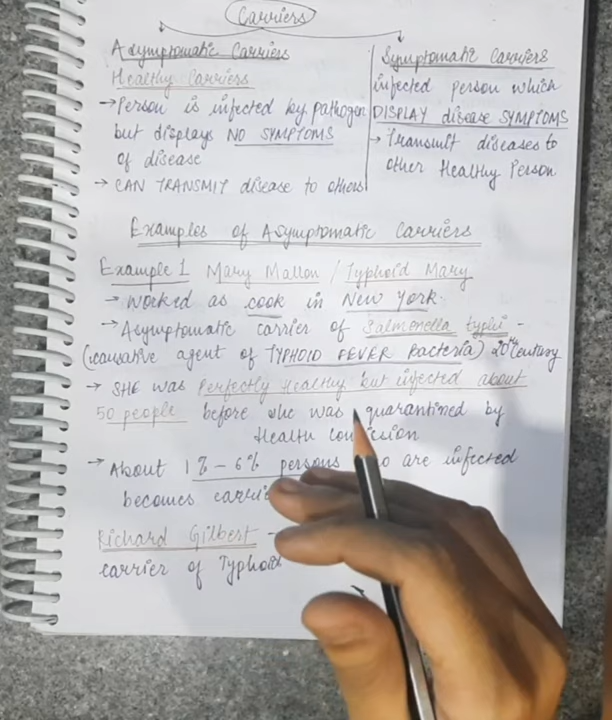 Carriers
Asymptomatic Carriers
Healthy Carriers
→ Person is infected by pathogen
but displays NO SYMPTOMS
of disease
→ CAN TRANSMIT disease to others
Symptomatic Carriers
infected person which
DISPLAY disease SYMPTOMS
→ Transmit diseases to
other Healthy Person
Examples of Asymptomatic Carriers
Example 1 Mary Mallon / Typhoid Mary
→ Worked as cook in New York.
→ Asymptomatic carrier of Salmonella typhi -
(causative agent of TYPHOID FEVER Bacteria) 20th century
→ SHE was Perfectly Healthy but infected about
50 people before she was quarantined by
Health
→ About 1% - 6% persons who are infected
becomes
Richard Gilbert -
carrier of Typhoid